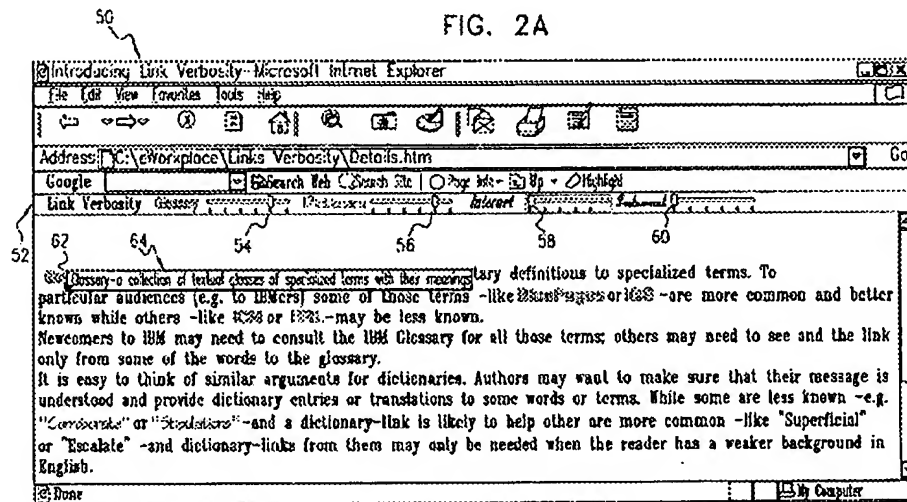 FIG. 2A
50
Introducing Link Verbosity-Microsoft Intrnet Explorer
File Edit View Favorites Tools Help
Address: C:\eWorkplace\Links Verbosity\Details.htm Go
Google Search Web Search Site Page Info Up Highlight
Link Verbosity Glossary Dictionary Internet
52 54 56 58 60
62 64
Glossary-a collection of textual glosses of specialized terms with their meanings tary definitions to specialized terms. To
particular audiences (e.g. to IBMers) some of those terms -like BluePages or -are more common and better
known while others -like or -may be less known.
Newcomers to IBM may need to consult the IBM Glossary for all those terms; others may need to see and the link
only from some of the words to the glossary.
It is easy to think of similar arguments for dictionaries. Authors may want to make sure that their message is
understood and provide dictionary entries or translations to some words or terms. While some are less known -e.g.
or -and a dictionary-link is likely to help other are more common -like "Superficial"
or "Escalate" -and dictionary-links from them may only be needed when the reader has a weaker background in
English.
Done My Computer